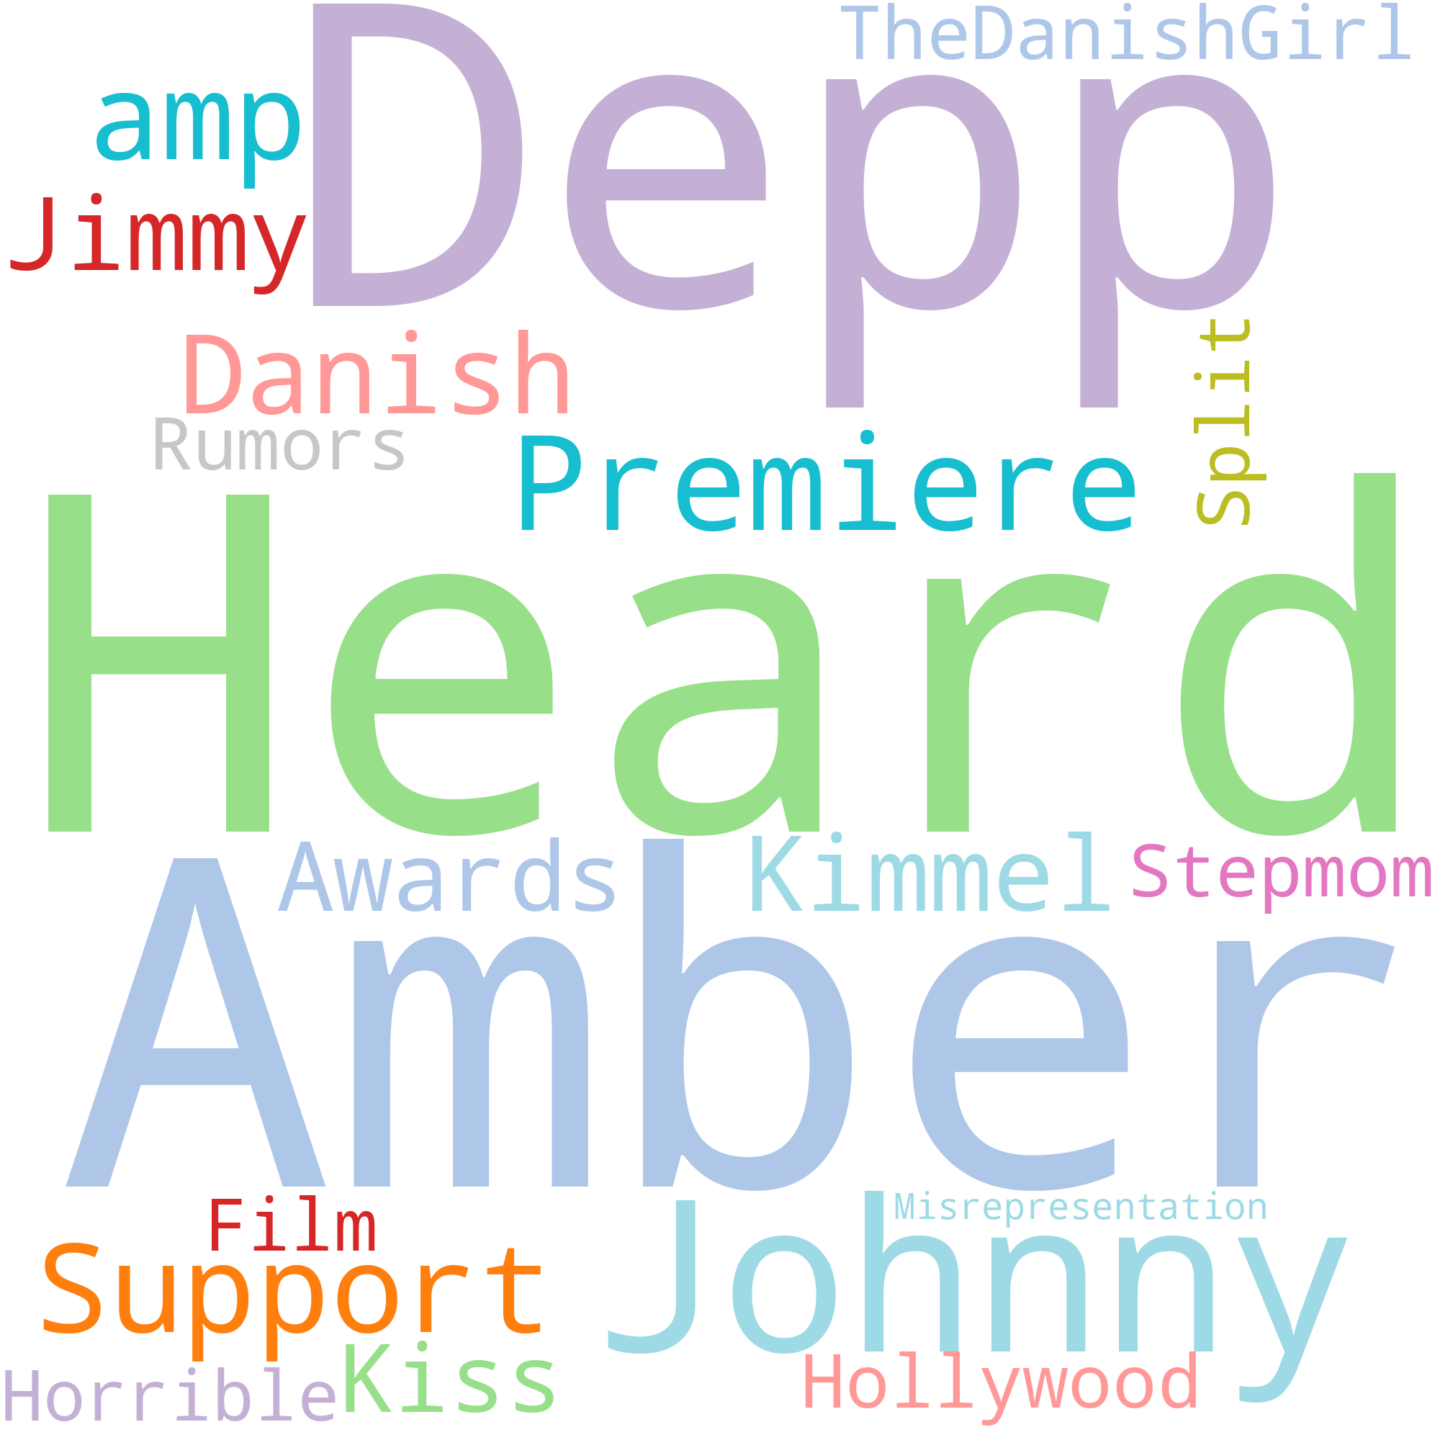 TheDanishGirl
Depp
amp
Jimmy
Danish
Split
Rumors
Premiere
Heard
Awards
Kimmel
Stepmom
Amber
Misrepresentation
Film
Johnny
Support
Kiss
Hollywood
Horrible